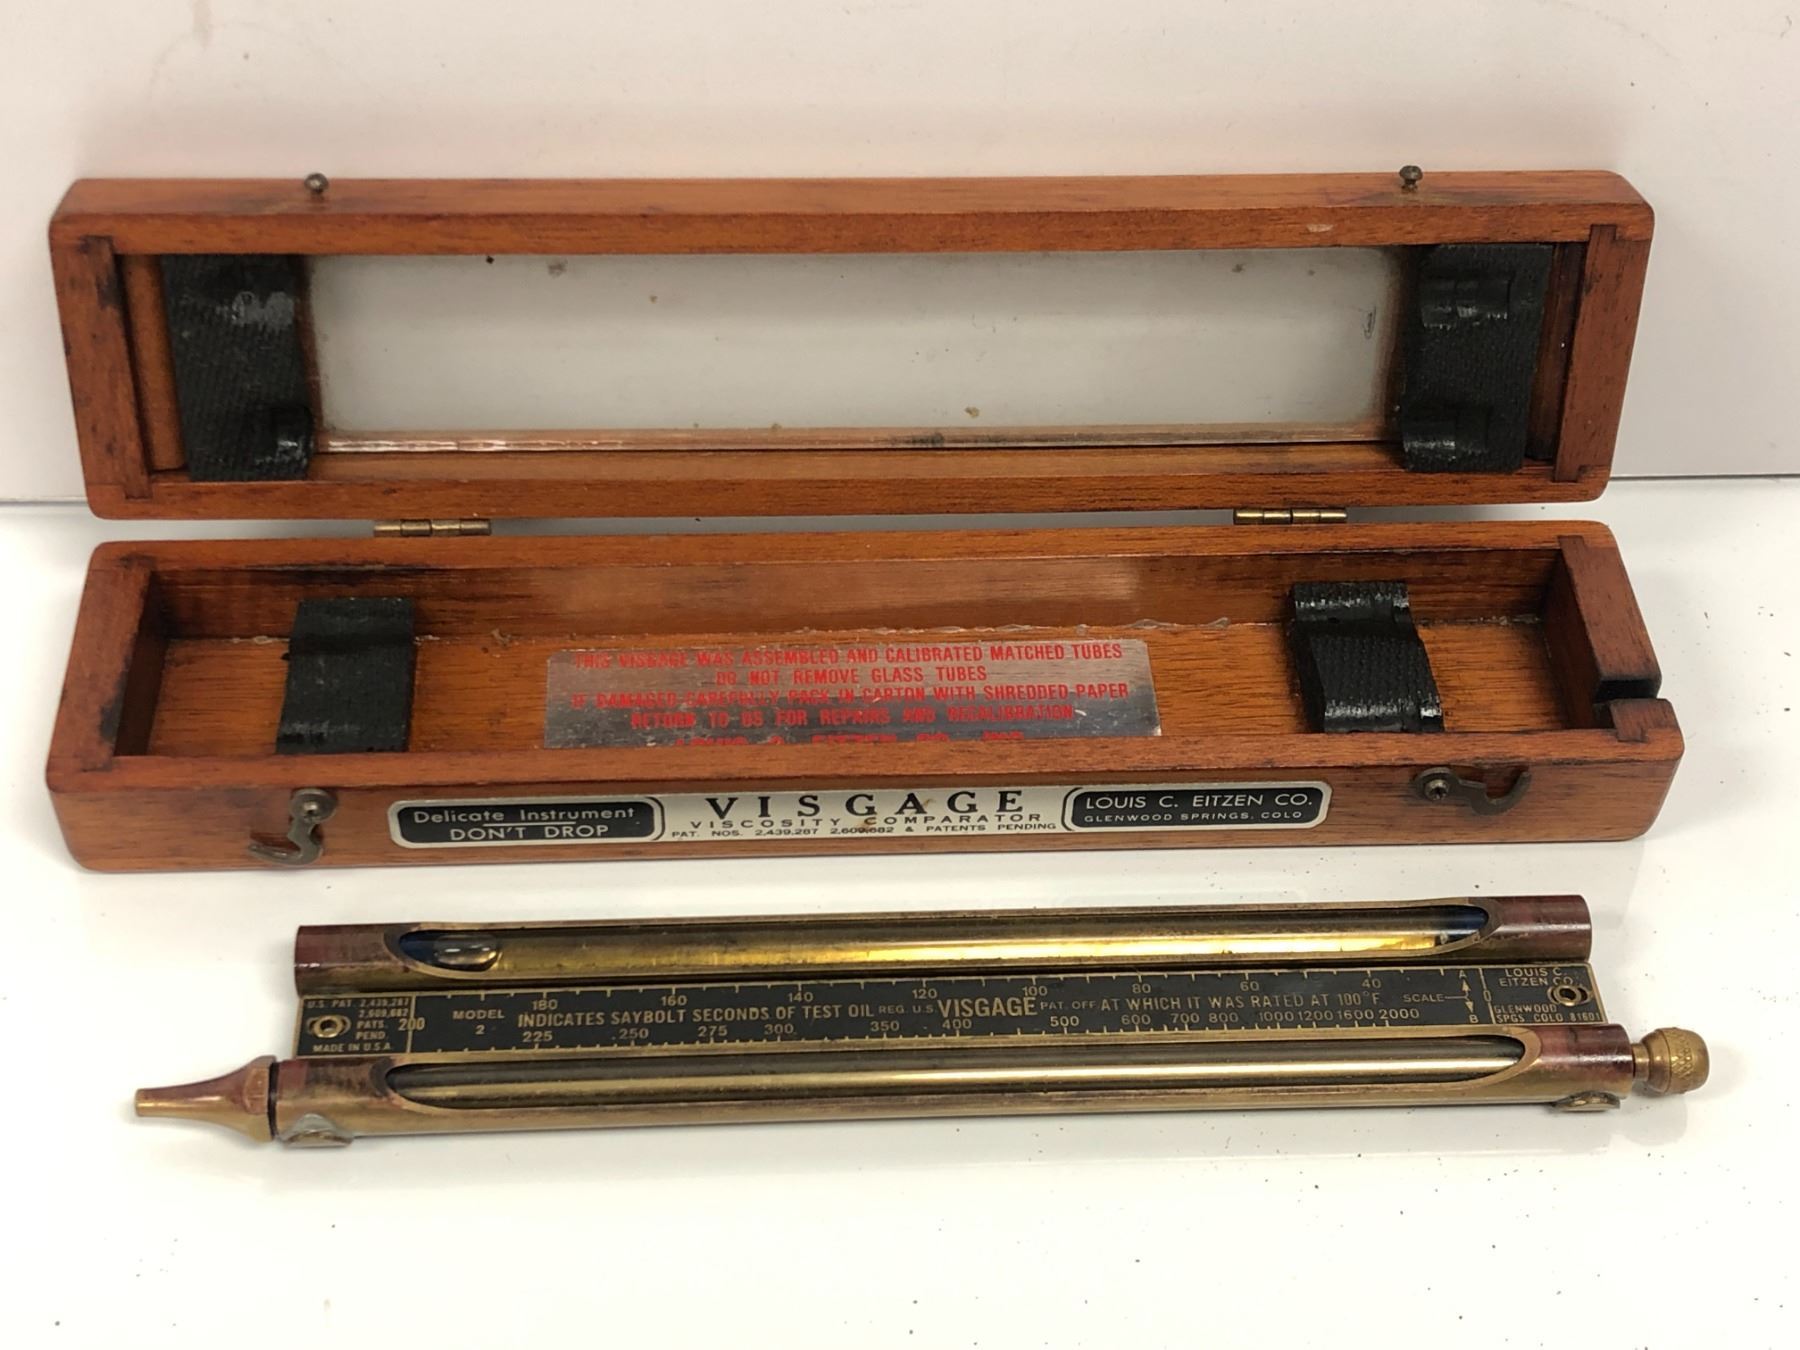 THIS VISGAGE WAS ASSEMBLED AND CALIBRATED MATCHED TUBES
DO NOT REMOVE GLASS TUBES
IF DAMAGED CAREFULLY PACK IN CARTON WITH SHREDDED PAPER
RETURN TO US FOR REPAIRS AND RECALIBRATION
Delicate Instrument
DON'T DROP
VISGAGE
VISCOSITY COMPARATOR
PAT. NOS. 2,439,287 2,609,682 & PATENTS PENDING
LOUIS C. EITZEN CO.
GLENWOOD SPRINGS, COLO
U.S. PAT. 2,439,287
2,609,682
PATS. 200
PEND.
MADE IN U.S.A.
MODEL
2
180 160 140 120 100 80 60 40
INDICATES SAYBOLT SECONDS OF TEST OIL REG. U.S. VISGAGE PAT. OFF. AT WHICH IT WAS RATED AT 100°F.
225 250 275 300 350 400 500 600 700 800 1000 1200 1600 2000
SCALE
A
B
0
LOUIS C.
EITZEN CO.
GLENWOOD
SPGS COLO 81601